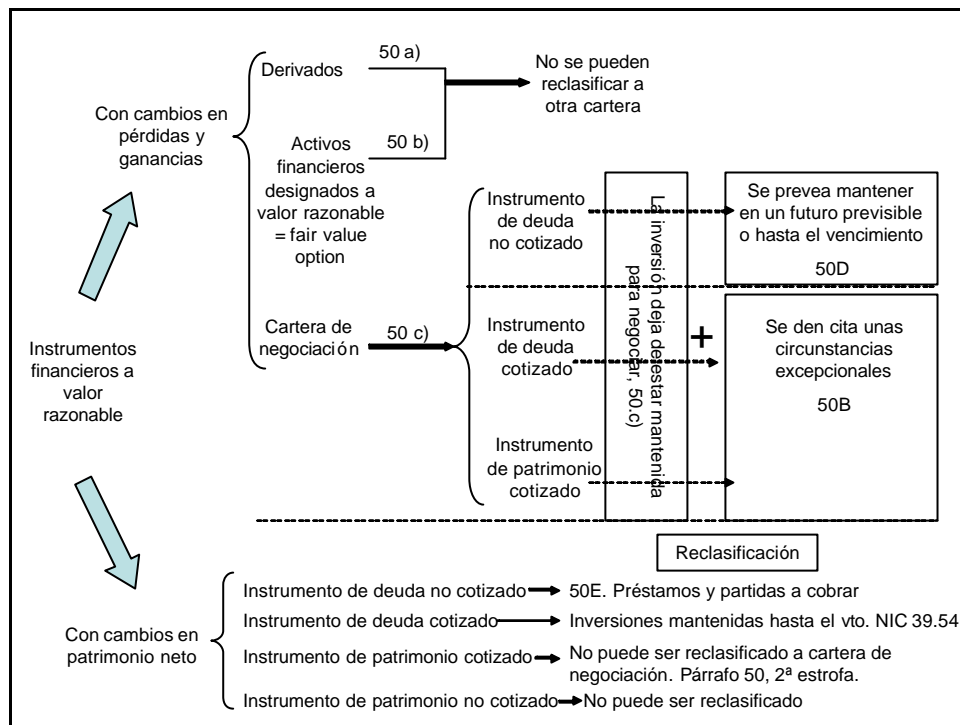 50 a)
Derivados
No se pueden
reclasificar a
otra cartera
Con cambios en
pérdidas y
ganancias
50 b)
Activos
financieros
designados a
valor razonable
= fair value
option
Cartera de
negociación
50 c)
Instrumento
de deuda
no cotizado
Instrumento
de deuda
cotizado
Instrumento
de patrimonio
cotizado
La inversión deja de estar mantenida
para negociar, 50.c)
+
Se prevea mantener
en un futuro previsible
o hasta el vencimiento
50D
Se den cita unas
circunstancias
excepcionales
50B
Instrumentos
financieros a
valor
razonable
Reclasificación
Con cambios en
patrimonio neto
Instrumento de deuda no cotizado
50E. Préstamos y partidas a cobrar
Instrumento de deuda cotizado
Inversiones mantenidas hasta el vto. NIC 39.54
Instrumento de patrimonio cotizado
No puede ser reclasificado a cartera de
negociación. Párrafo 50, 2ª estrofa.
Instrumento de patrimonio no cotizado
No puede ser reclasificado